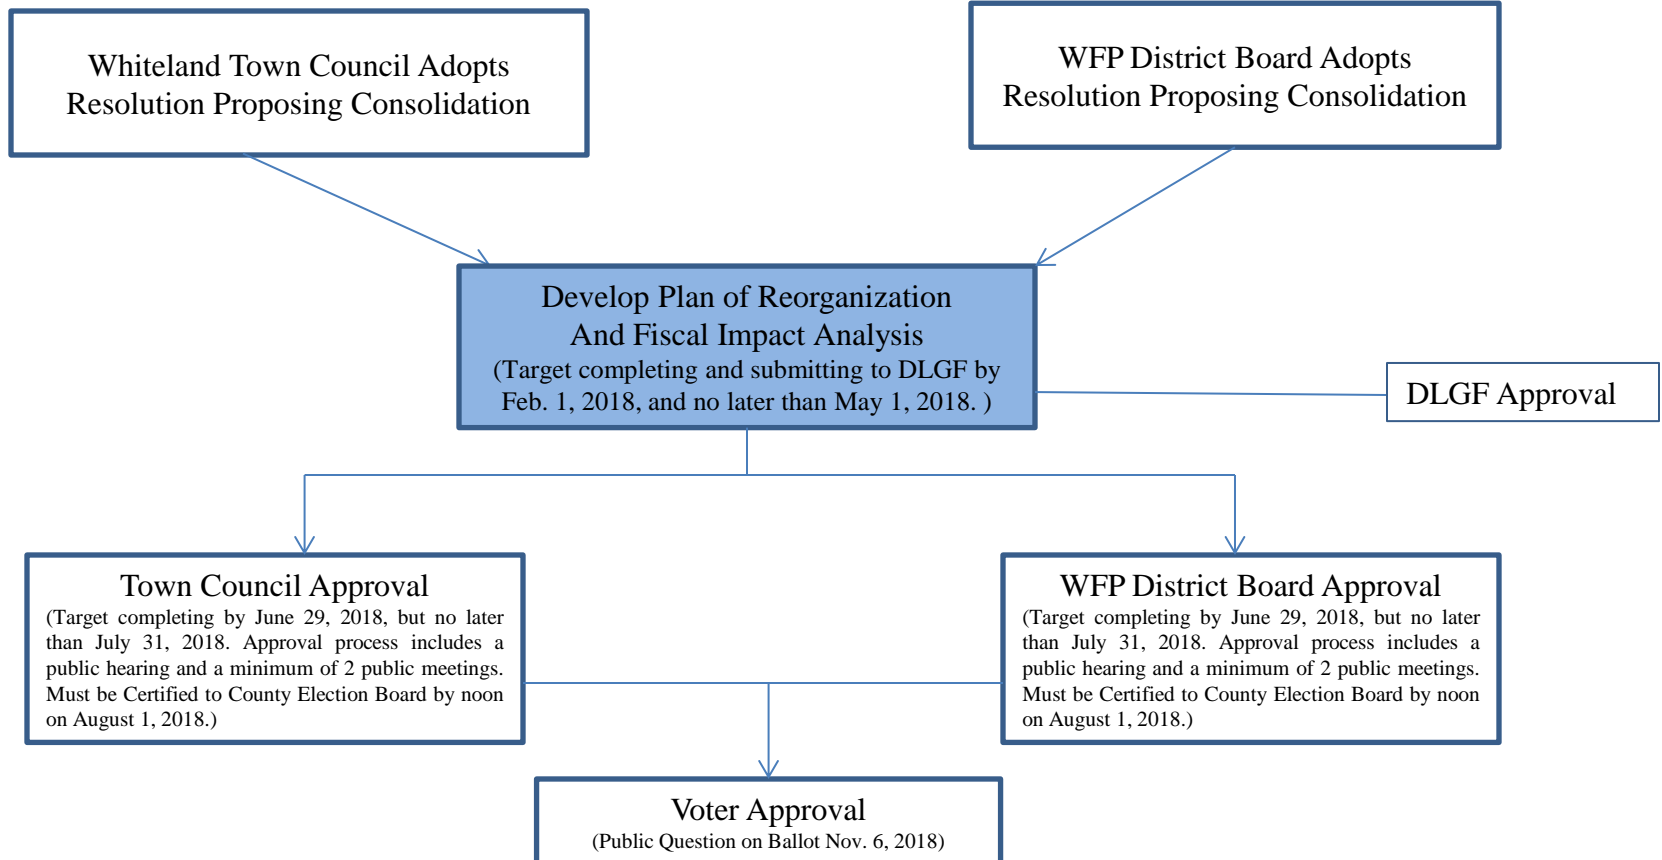 Whiteland Town Council Adopts
Resolution Proposing Consolidation
WFP District Board Adopts
Resolution Proposing Consolidation
Develop Plan of Reorganization
And Fiscal Impact Analysis
(Target completing and submitting to DLGF by
Feb. 1, 2018, and no later than May 1, 2018. )
DLGF Approval
Town Council Approval
(Target completing by June 29, 2018, but no later
than July 31, 2018. Approval process includes a
public hearing and a minimum of 2 public meetings.
Must be Certified to County Election Board by noon
on August 1, 2018.)
WFP District Board Approval
(Target completing by June 29, 2018, but no later
than July 31, 2018. Approval process includes a
public hearing and a minimum of 2 public meetings.
Must be Certified to County Election Board by noon
on August 1, 2018.)
Voter Approval
(Public Question on Ballot Nov. 6, 2018)